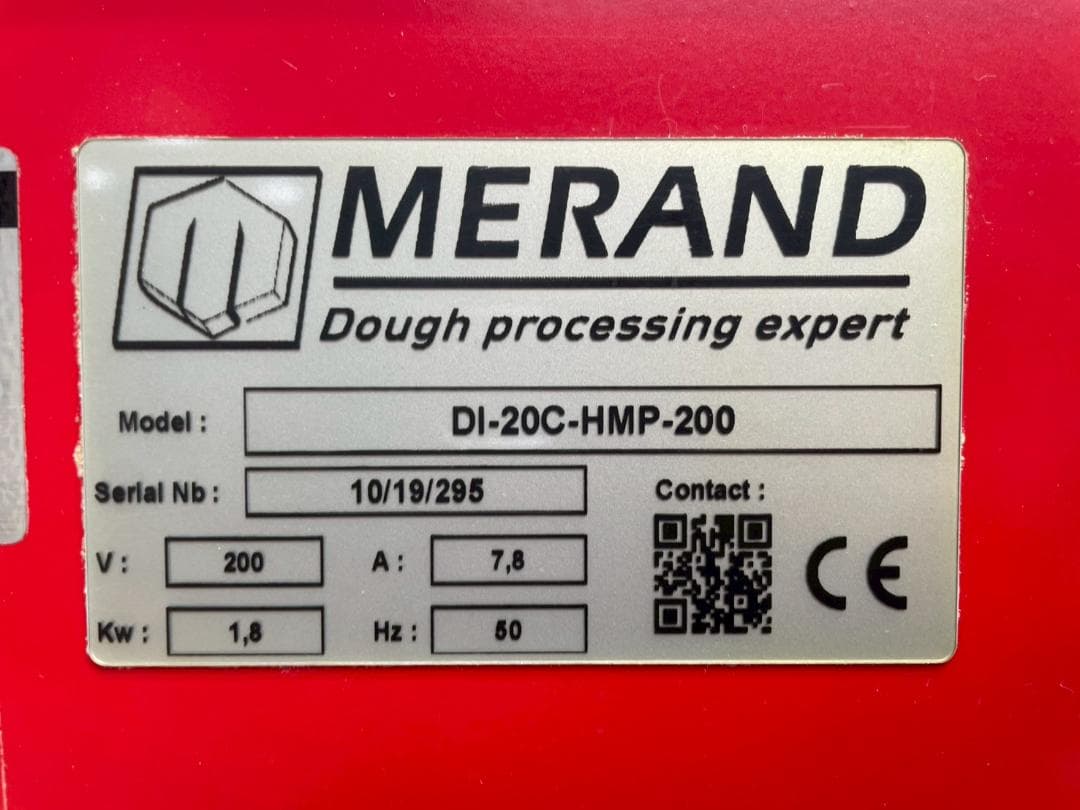 MERAND
Dough processing expert
Model : DI-20C-HMP-200
Serial Nb : 10/19/295
Contact :
V : 200 A : 7,8
CE
Kw : 1,8 Hz : 50